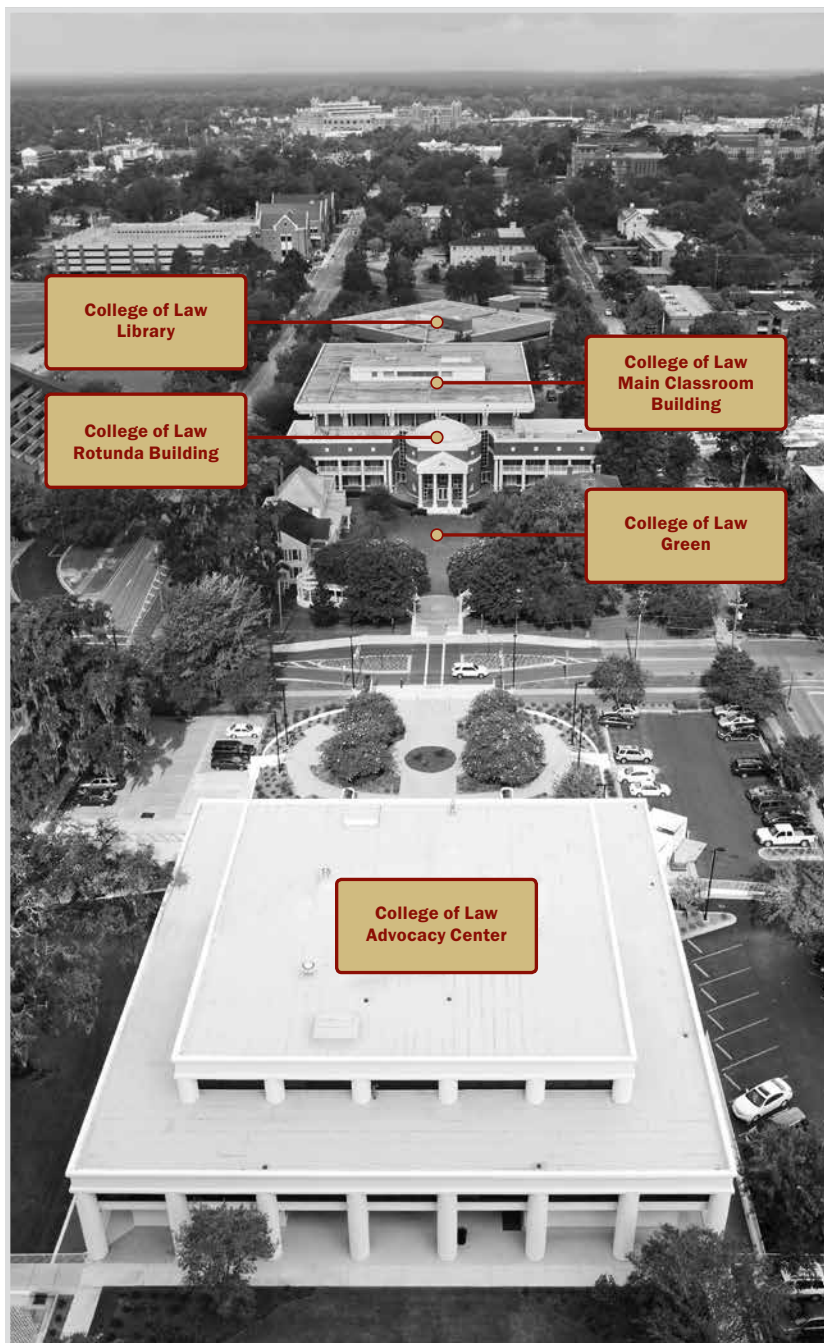 College of Law
Library
College of Law
Main Classroom
Building
College of Law
Rotunda Building
College of Law
Green
College of Law
Advocacy Center